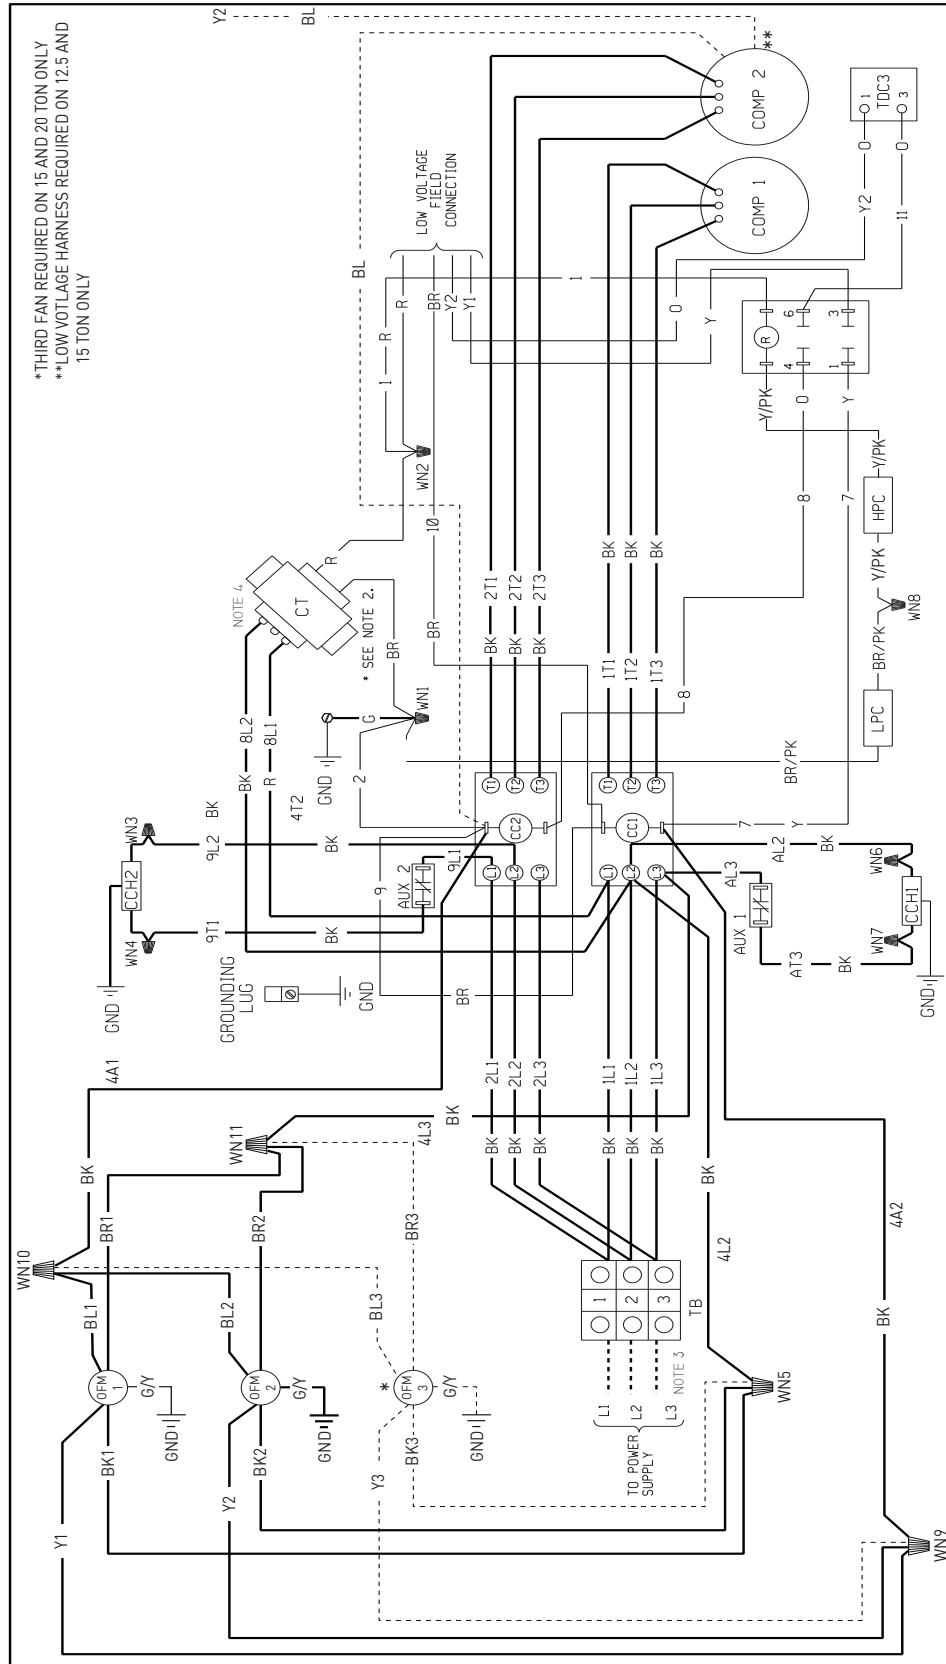 *THIRD FAN REQUIRED ON 15 AND 20 TON ONLY
**LOW VOTLAGE HARNESS REQUIRED ON 12.5 AND
15 TON ONLY
Y2
BL
**
COMP 2
COMP 1
TDC3
1
3
O
O
Y2
11
LOW VOLTAGE
FIELD
CONNECTION
BL
R
BR
Y2
Y1
1
R
1
O
Y
R
6
3
4
1
Y/PK
O
Y
WN2
10
8
7
Y/PK
HPC
Y/PK
WN8
BR/PK
LPC
BR/PK
NOTE 4
CT
R
* SEE NOTE 2.
BR
BR
WN1
G
GND
2
4T2
8L2
8L1
BK
R
BK
2T1
BK
2T2
BK
2T3
BK
BK
BK
1T1
1T2
1T3
BK
BK
BK
8
T1
T2
T3
CC2
L1
L2
L3
T1
T2
T3
CC1
L1
L2
L3
7
Y
WN3
BK
9L2
BK
CCH2
WN4
9T1
BK
GND
AUX 2
9L1
9
BR
GROUNDING
LUG
GND
AL2
BK
AL3
AUX 1
AT3
BK
WN6
WN7
CCH1
GND
4A1
BK
WN11
4L3
BK
2L1
2L2
2L3
BK
BK
BK
1L1
1L2
1L3
BK
BK
BK
BK
4L2
4A2
BK
WN10
BR1
BR2
BR3
BL1
BL2
BL3
OFM
1
G/Y
GND
OFM
2
G/Y
GND
*
OFM
3
G/Y
GND
BK1
BK2
BK3
Y1
Y2
Y3
1
2
3
TB
NOTE 3
L1
L2
L3
TO POWER
SUPPLY
WN5
WN9